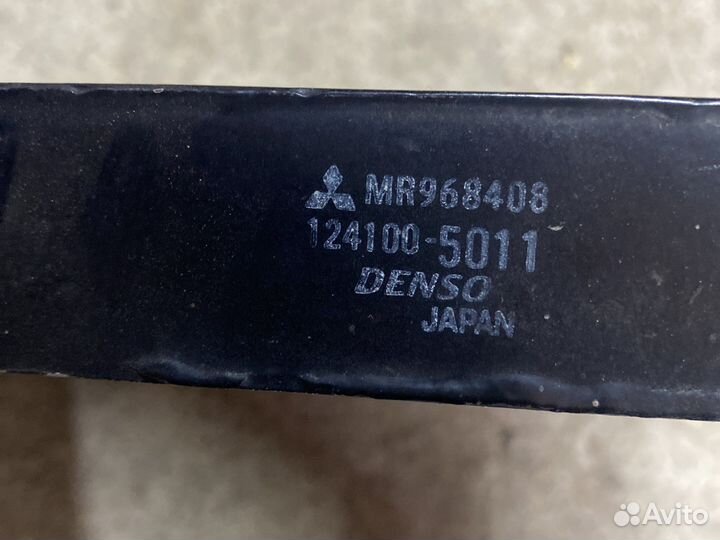 MR968408
124100-5011
DENSO
JAPAN
Avito